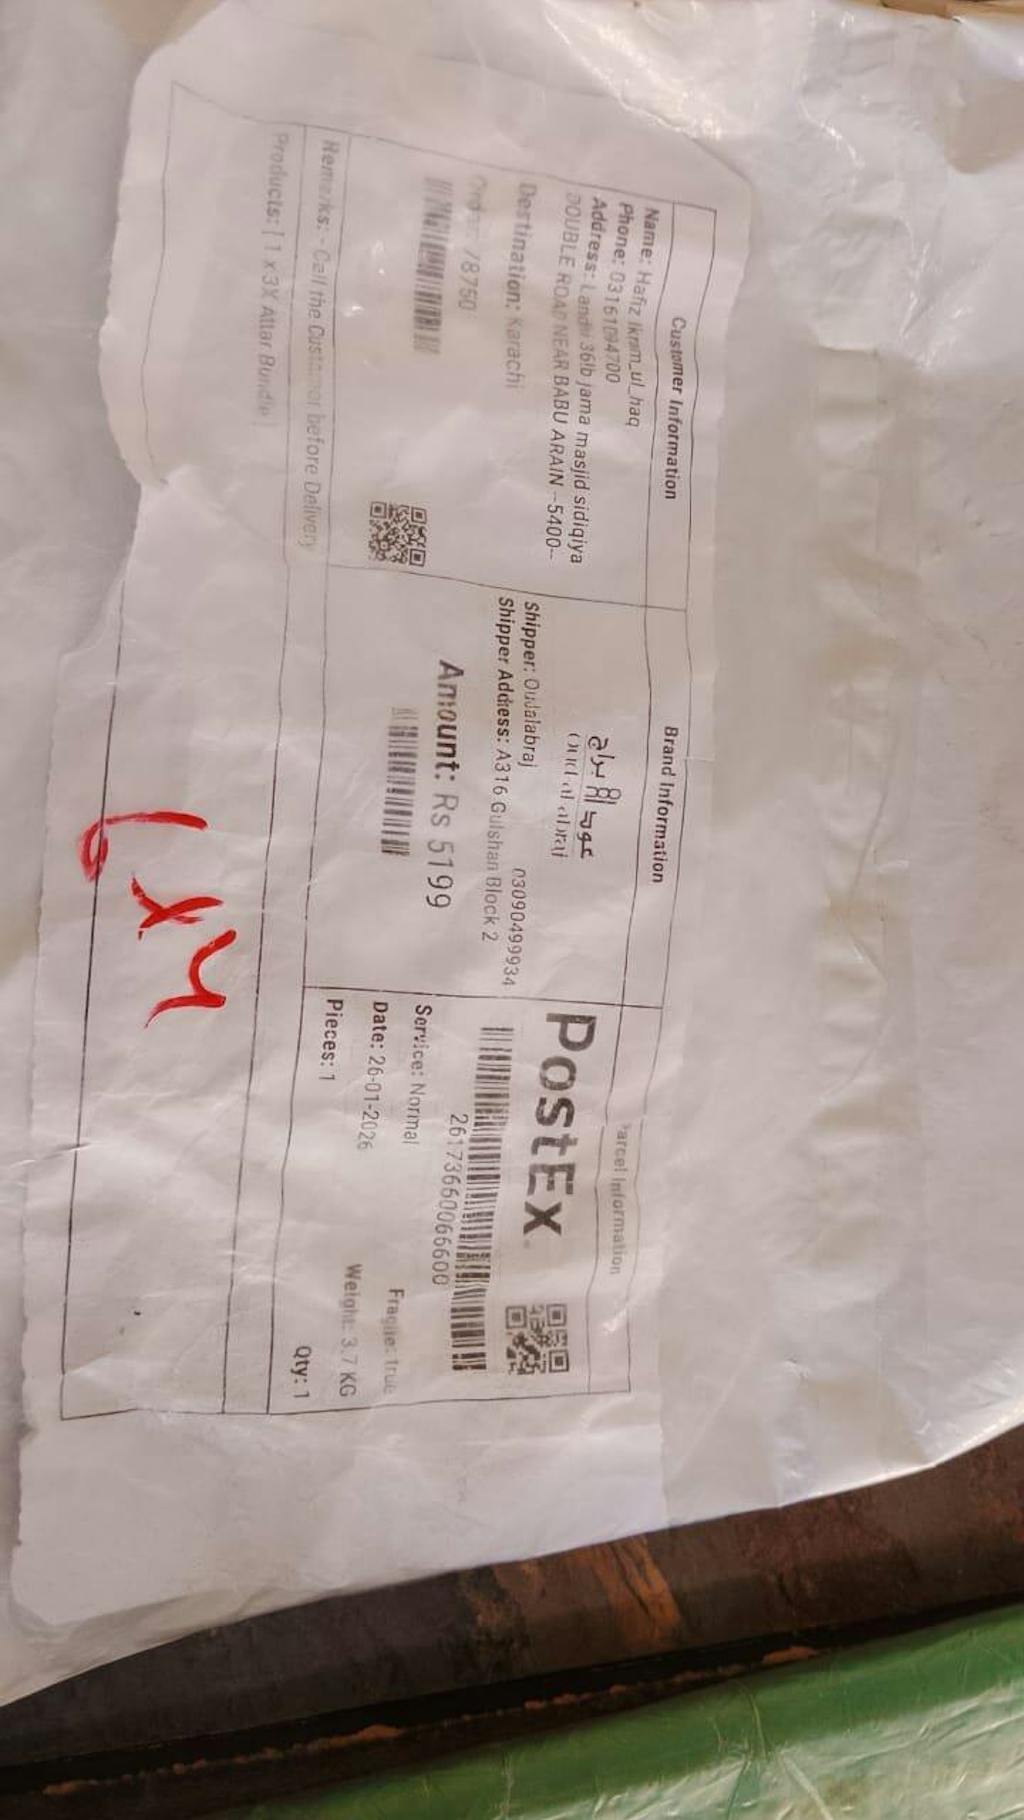 Customer Information
Name: Hafiz Ikram_ul_haq
Phone: 03161094700
Address: Landhi 36lb jama masjid sidiqiya
DOUBLE ROAD NEAR BABU ARAIN -5400--
Destination: Karachi
Order: 78750
Brand Information
عود الابراج
Oud al abraj
Shipper: Oudalabraj
03090499934
Shipper Address: A316 Gulshan Block 2
Amount: Rs 5199
Parcel Information
PostEx
26173660066600
Service: Normal
Fragile: true
Date: 26-01-2026
Weight: 3.7 KG
Pieces: 1
Qty: 1
Remarks: - Call the Customer before Delivery
Products: [ 1 x 3X Attar Bundle]